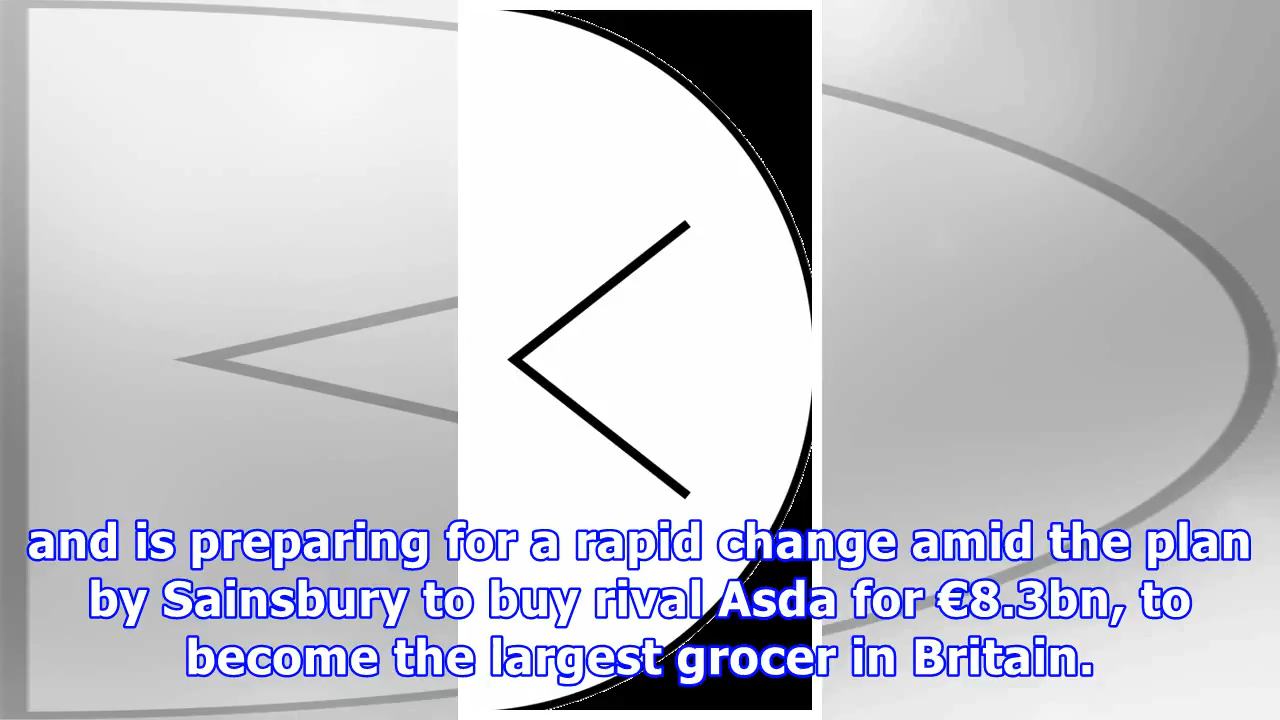 and is preparing for a rapid change amid the plan
by Sainsbury to buy rival Asda for €8.3bn, to
become the largest grocer in Britain.